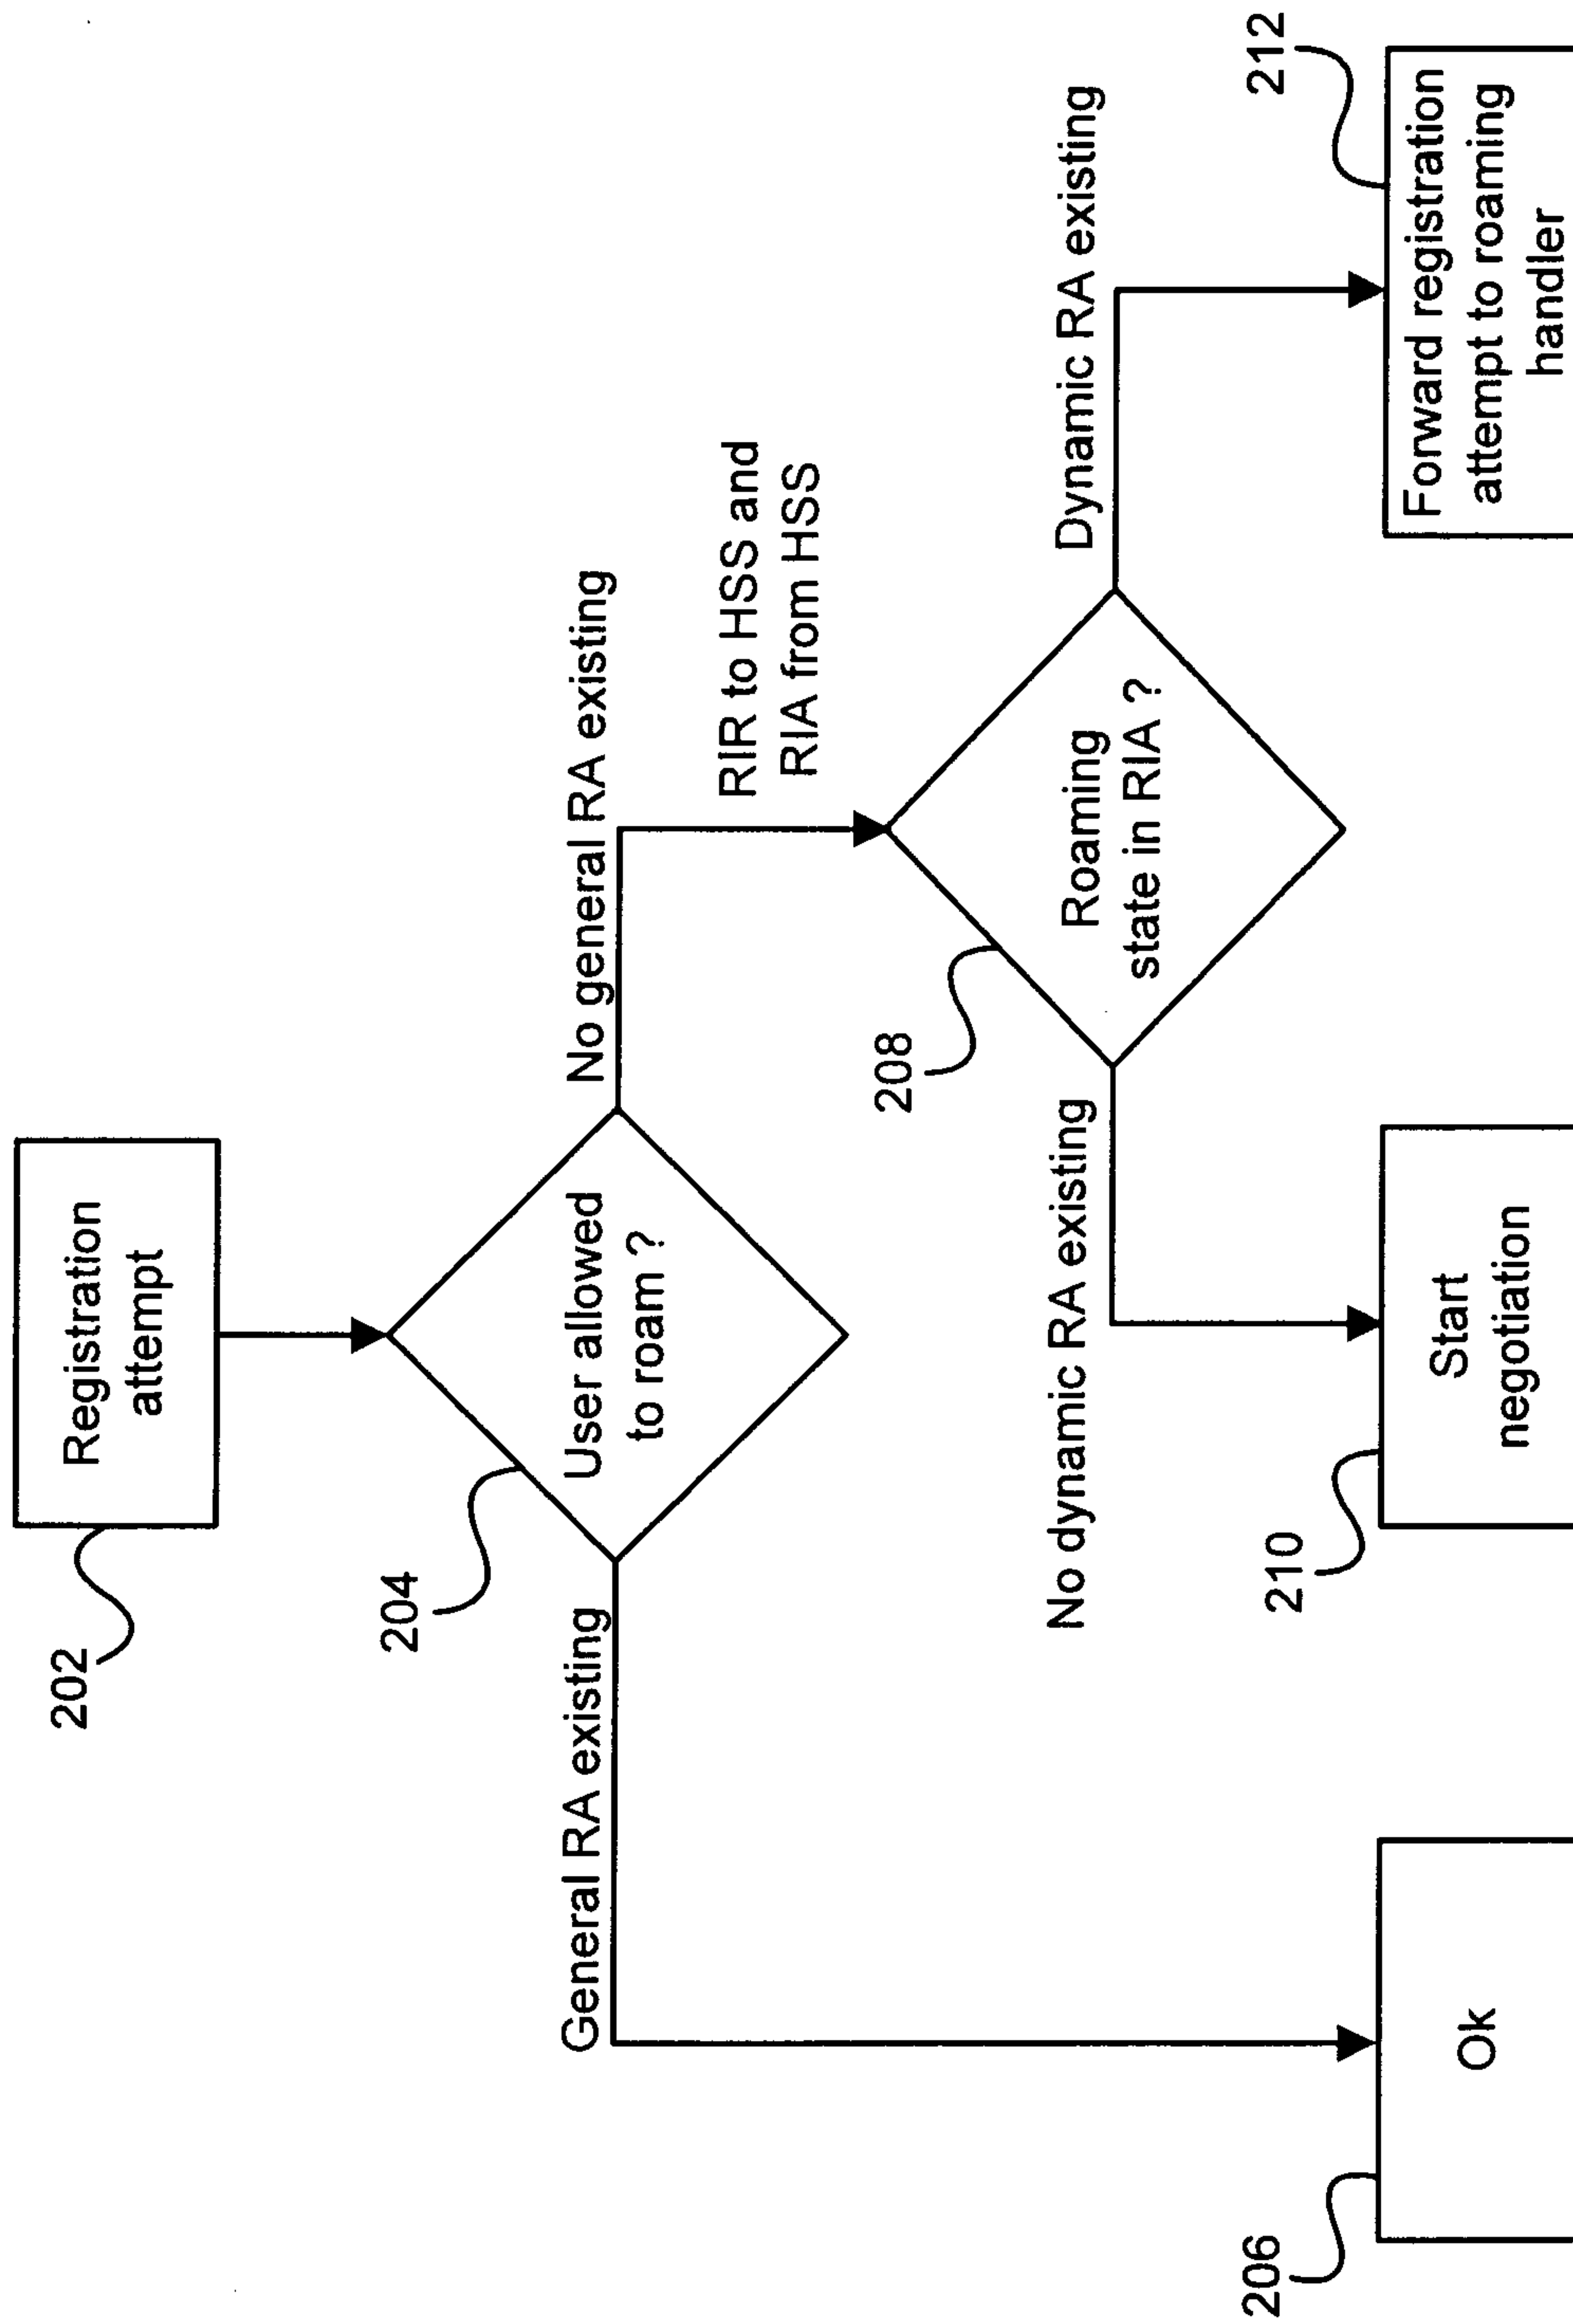 202
Registration
attempt
204
User allowed
to roam ?
General RA existing
No general RA existing
RIR to HSS and
RIA from HSS
208
Roaming
state in RIA ?
No dynamic RA existing
Dynamic RA existing
206
Ok
210
Start
negotiation
212
Forward registration
attempt to roaming
handler